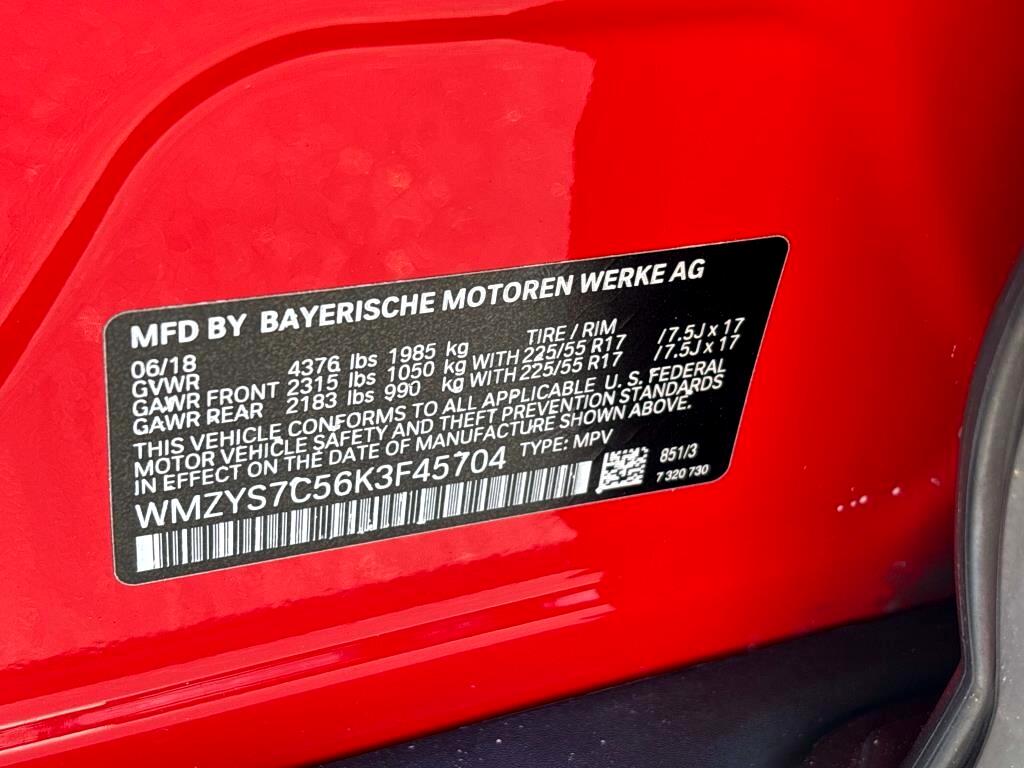 MFD BY BAYERISCHE MOTOREN WERKE AG
06/18 TIRE / RIM
GVWR 4376 lbs 1985 kg
GAWR FRONT 2315 lbs 1050 kg WITH 225/55 R17 /7.5J x 17
GAWR REAR 2183 lbs 990 kg WITH 225/55 R17 /7.5J x 17
THIS VEHICLE CONFORMS TO ALL APPLICABLE U. S. FEDERAL
MOTOR VEHICLE SAFETY AND THEFT PREVENTION STANDARDS
IN EFFECT ON THE DATE OF MANUFACTURE SHOWN ABOVE.
WMZYS7C56K3F45704 TYPE: MPV
851/3
7 320 730